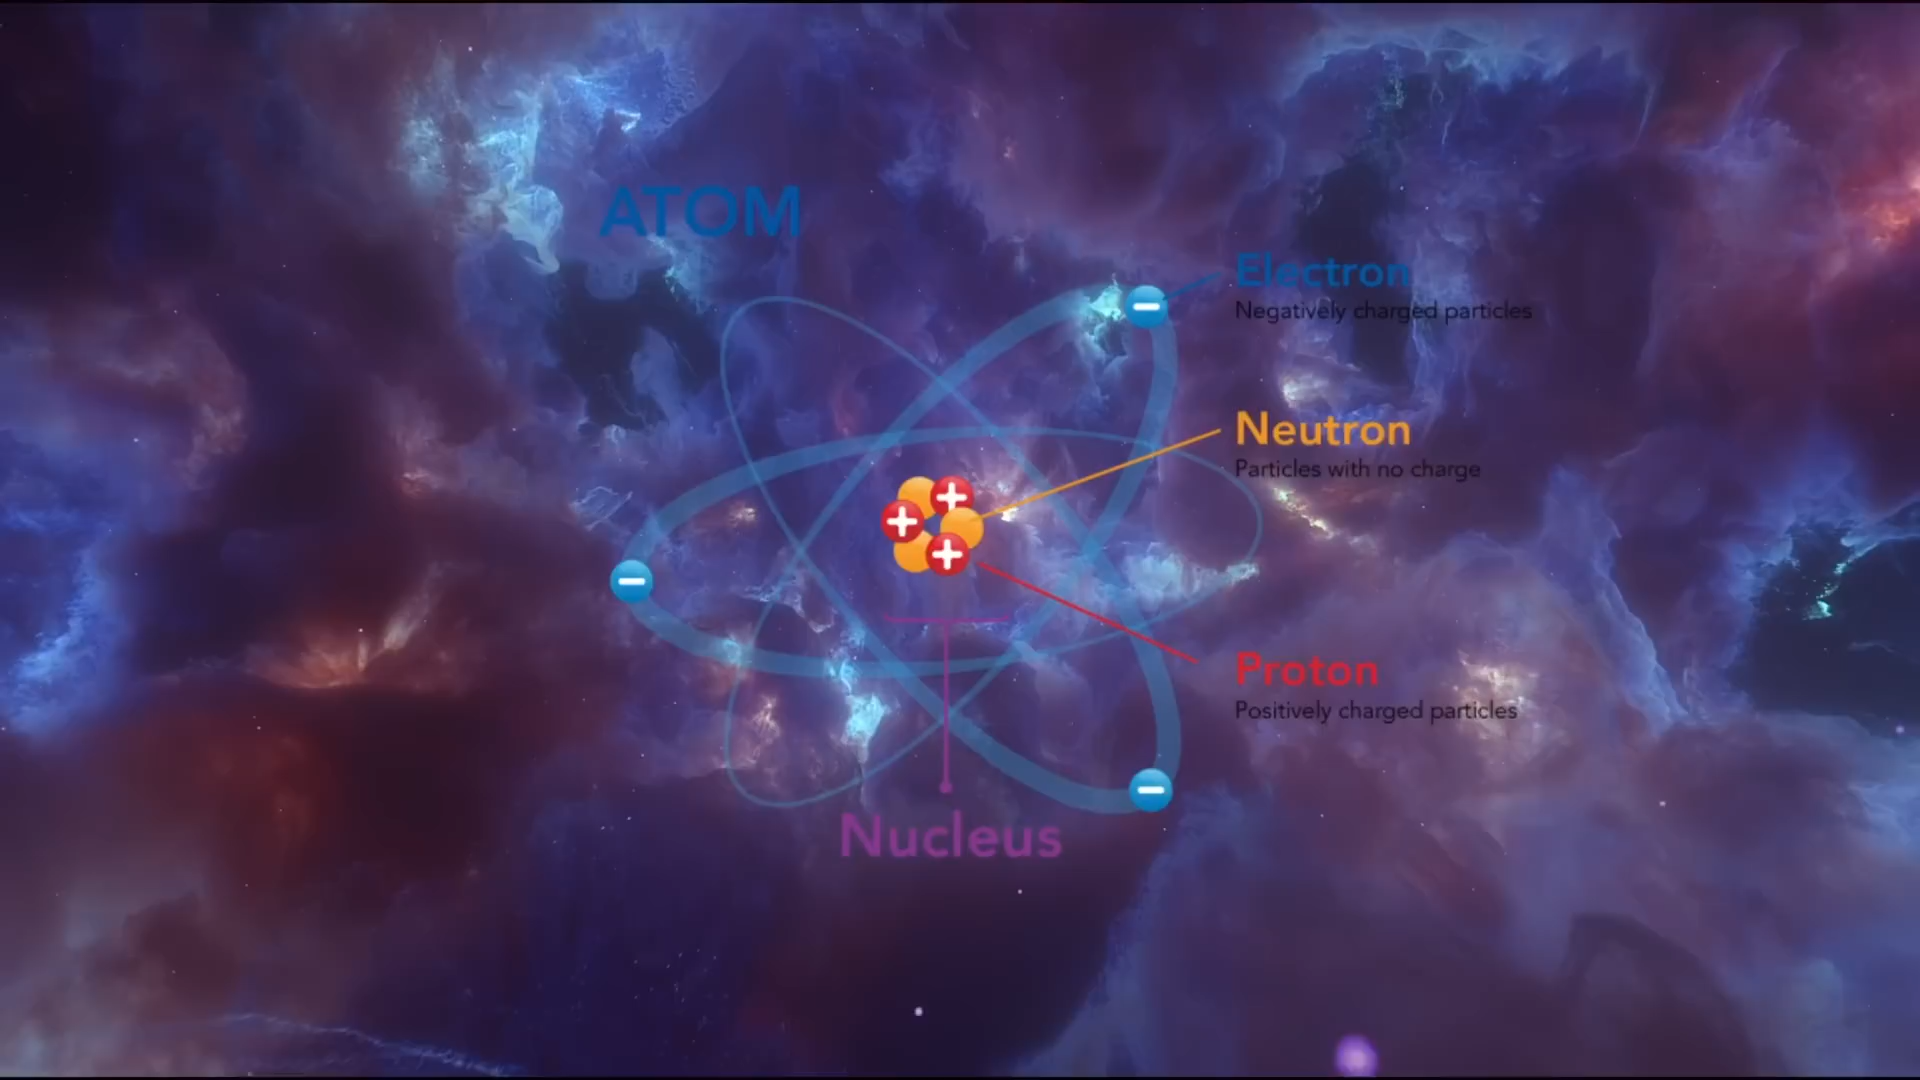 ATOM
Electron
Negatively charged particles
Neutron
Particles with no charge
Proton
Positively charged particles
Nucleus